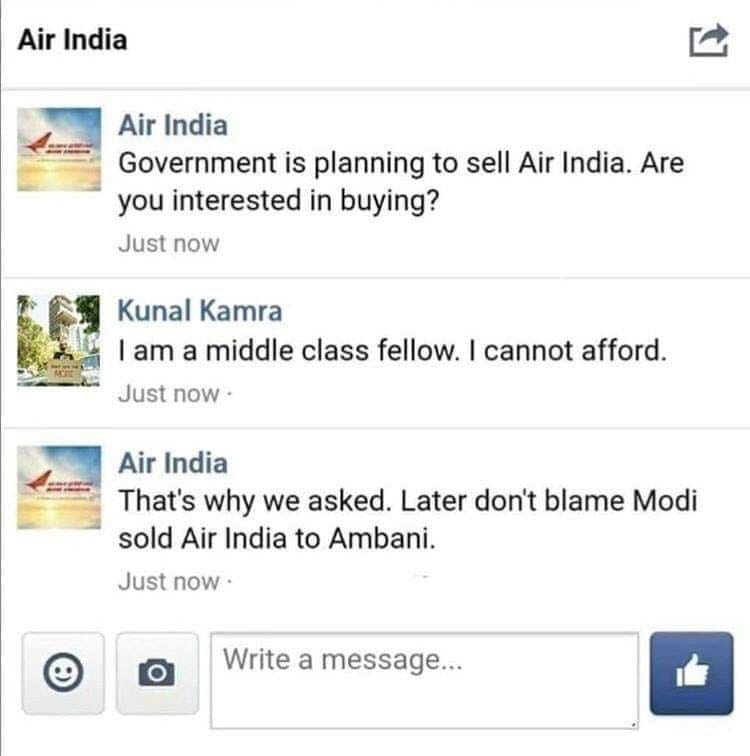 Air India
Air India
Government is planning to sell Air India. Are
you interested in buying?
Just now
Kunal Kamra
I am a middle class fellow. I cannot afford.
Just now ·
Air India
That's why we asked. Later don't blame Modi
sold Air India to Ambani.
Just now ·
Write a message...